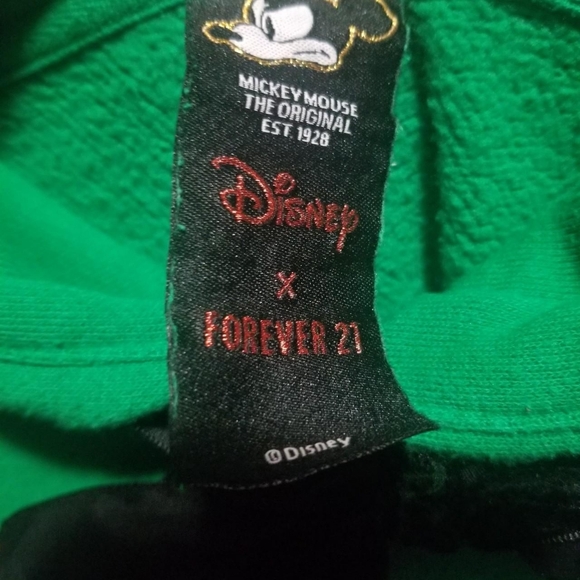 MICKEY MOUSE
THE ORIGINAL
EST 1928
Disney
X
FOREVER 21
©Disney